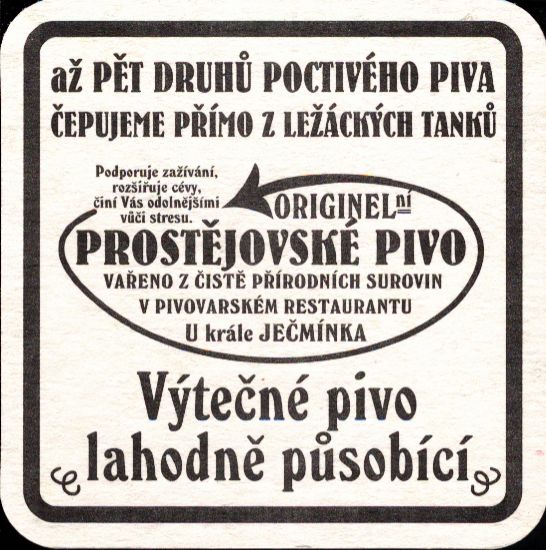 až PĚT DRUHŮ POCTIVÉHO PIVA
ČEPUJEME PŘÍMO Z LEŽÁCKÝCH TANKŮ
Podporuje zažívání,
rozšiřuje cévy,
činí Vás odolnějšími
vůči stresu.
ORIGINELní
PROSTĚJOVSKÉ PIVO
VAŘENO Z ČISTĚ PŘÍRODNÍCH SUROVIN
V PIVOVARSKÉM RESTAURANTU
U krále JEČMÍNKA
Výtečné pivo
lahodně působící